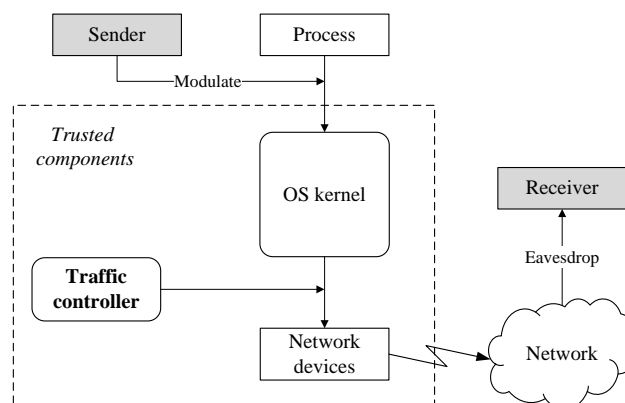 Sender
Process
Modulate
Trusted
components
OS kernel
Receiver
Eavesdrop
Traffic
controller
Network
devices
Network